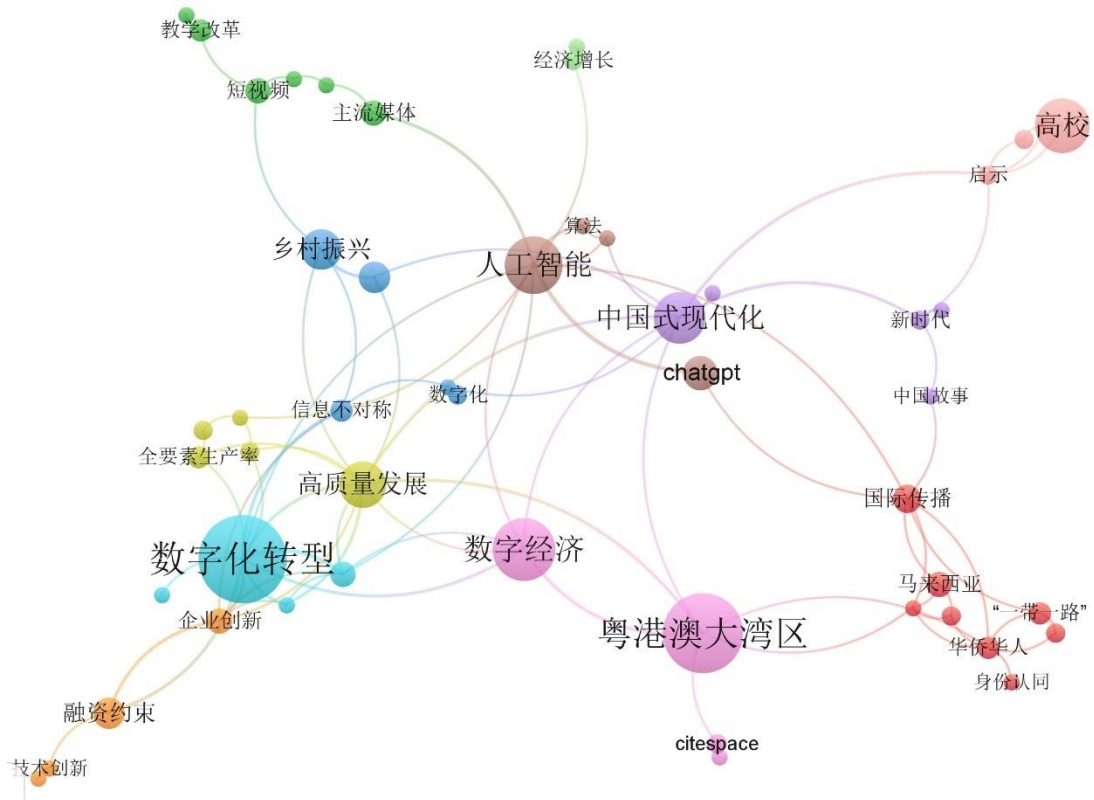 教学改革
经济增长
短视频
主流媒体
高校
启示
算法
乡村振兴
人工智能
中国式现代化
新时代
chatgpt
数字化
中国故事
信息不对称
全要素生产率
高质量发展
国际传播
数字经济
数字化转型
马来西亚
“一带一路”
企业创新
粤港澳大湾区
华侨华人
身份认同
融资约束
citespace
技术创新